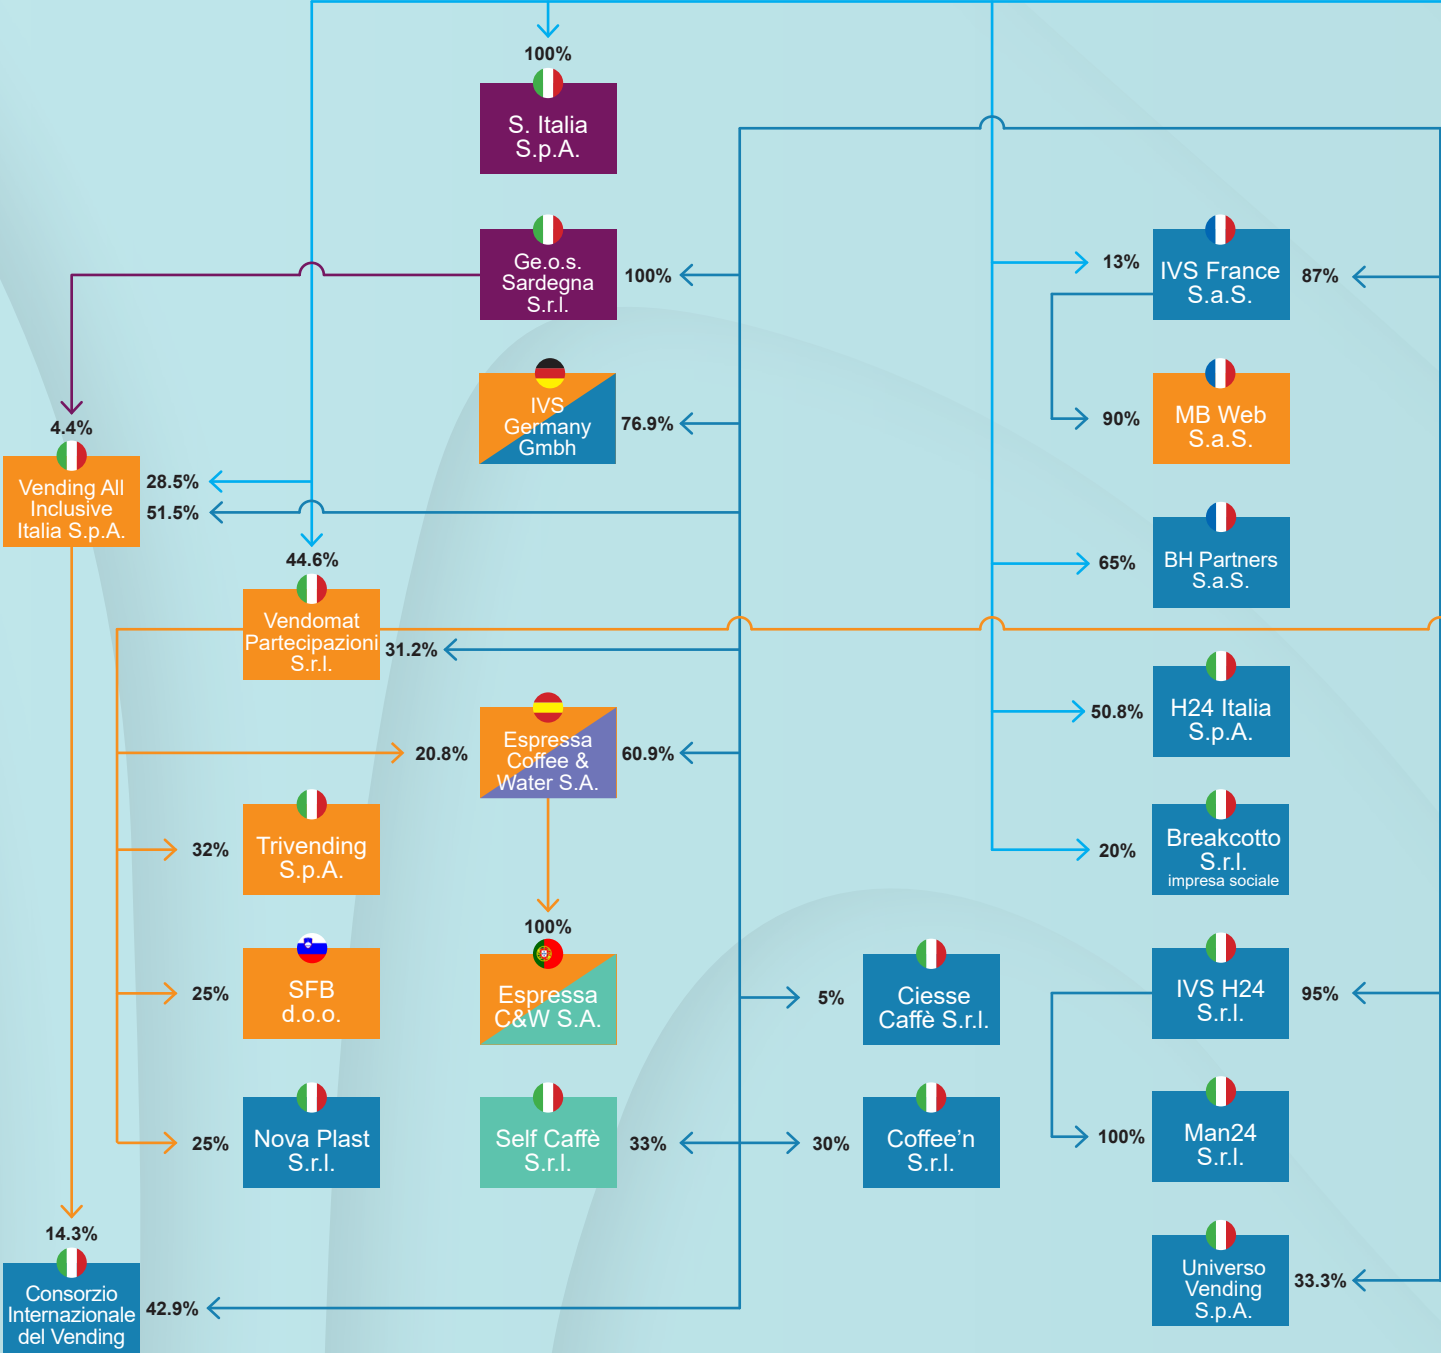 100%
S. Italia
S.p.A.
Ge.o.s.
Sardegna
S.r.l.
100%
13%
IVS France
S.a.S.
87%
IVS
Germany
Gmbh
76.9%
90%
MB Web
S.a.S.
4.4%
Vending All
Inclusive
Italia S.p.A.
28.5%
51.5%
44.6%
Vendomat
Partecipazioni
S.r.l.
31.2%
65%
BH Partners
S.a.S.
20.8%
Espressa
Coffee &
Water S.A.
60.9%
50.8%
H24 Italia
S.p.A.
32%
Trivending
S.p.A.
20%
Breakcotto
S.r.l.
impresa sociale
100%
25%
SFB
d.o.o.
Espressa
C&W S.A.
5%
Ciesse
Caffè S.r.l.
IVS H24
S.r.l.
95%
25%
Nova Plast
S.r.l.
Self Caffè
S.r.l.
33%
30%
Coffee’n
S.r.l.
100%
Man24
S.r.l.
14.3%
Consorzio
Internazionale
del Vending
42.9%
Universo
Vending
S.p.A.
33.3%